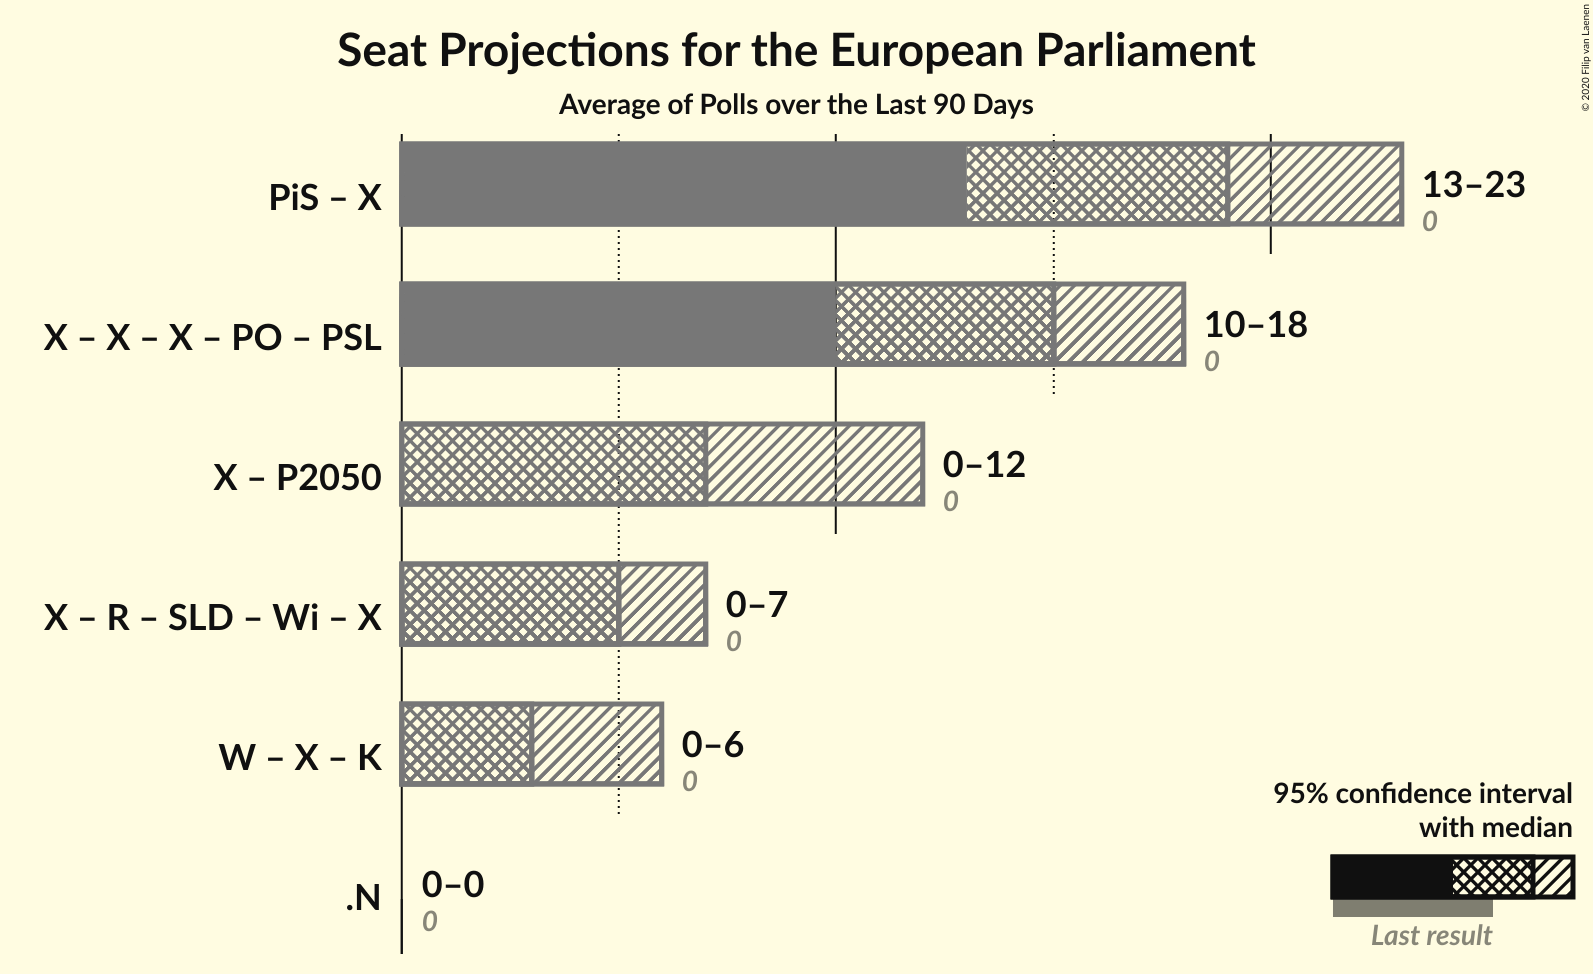 Seat Projections for the European Parliament
Average of Polls over the Last 90 Days
© 2020 Filip van Laenen
PiS – X
13–23
0
X – X – X – PO – PSL
10–18
0
X – P2050
0–12
0
X – R – SLD – Wi – X
0–7
0
W – X – K
0–6
0
.N
0–0
0
95% confidence interval
with median
Last result